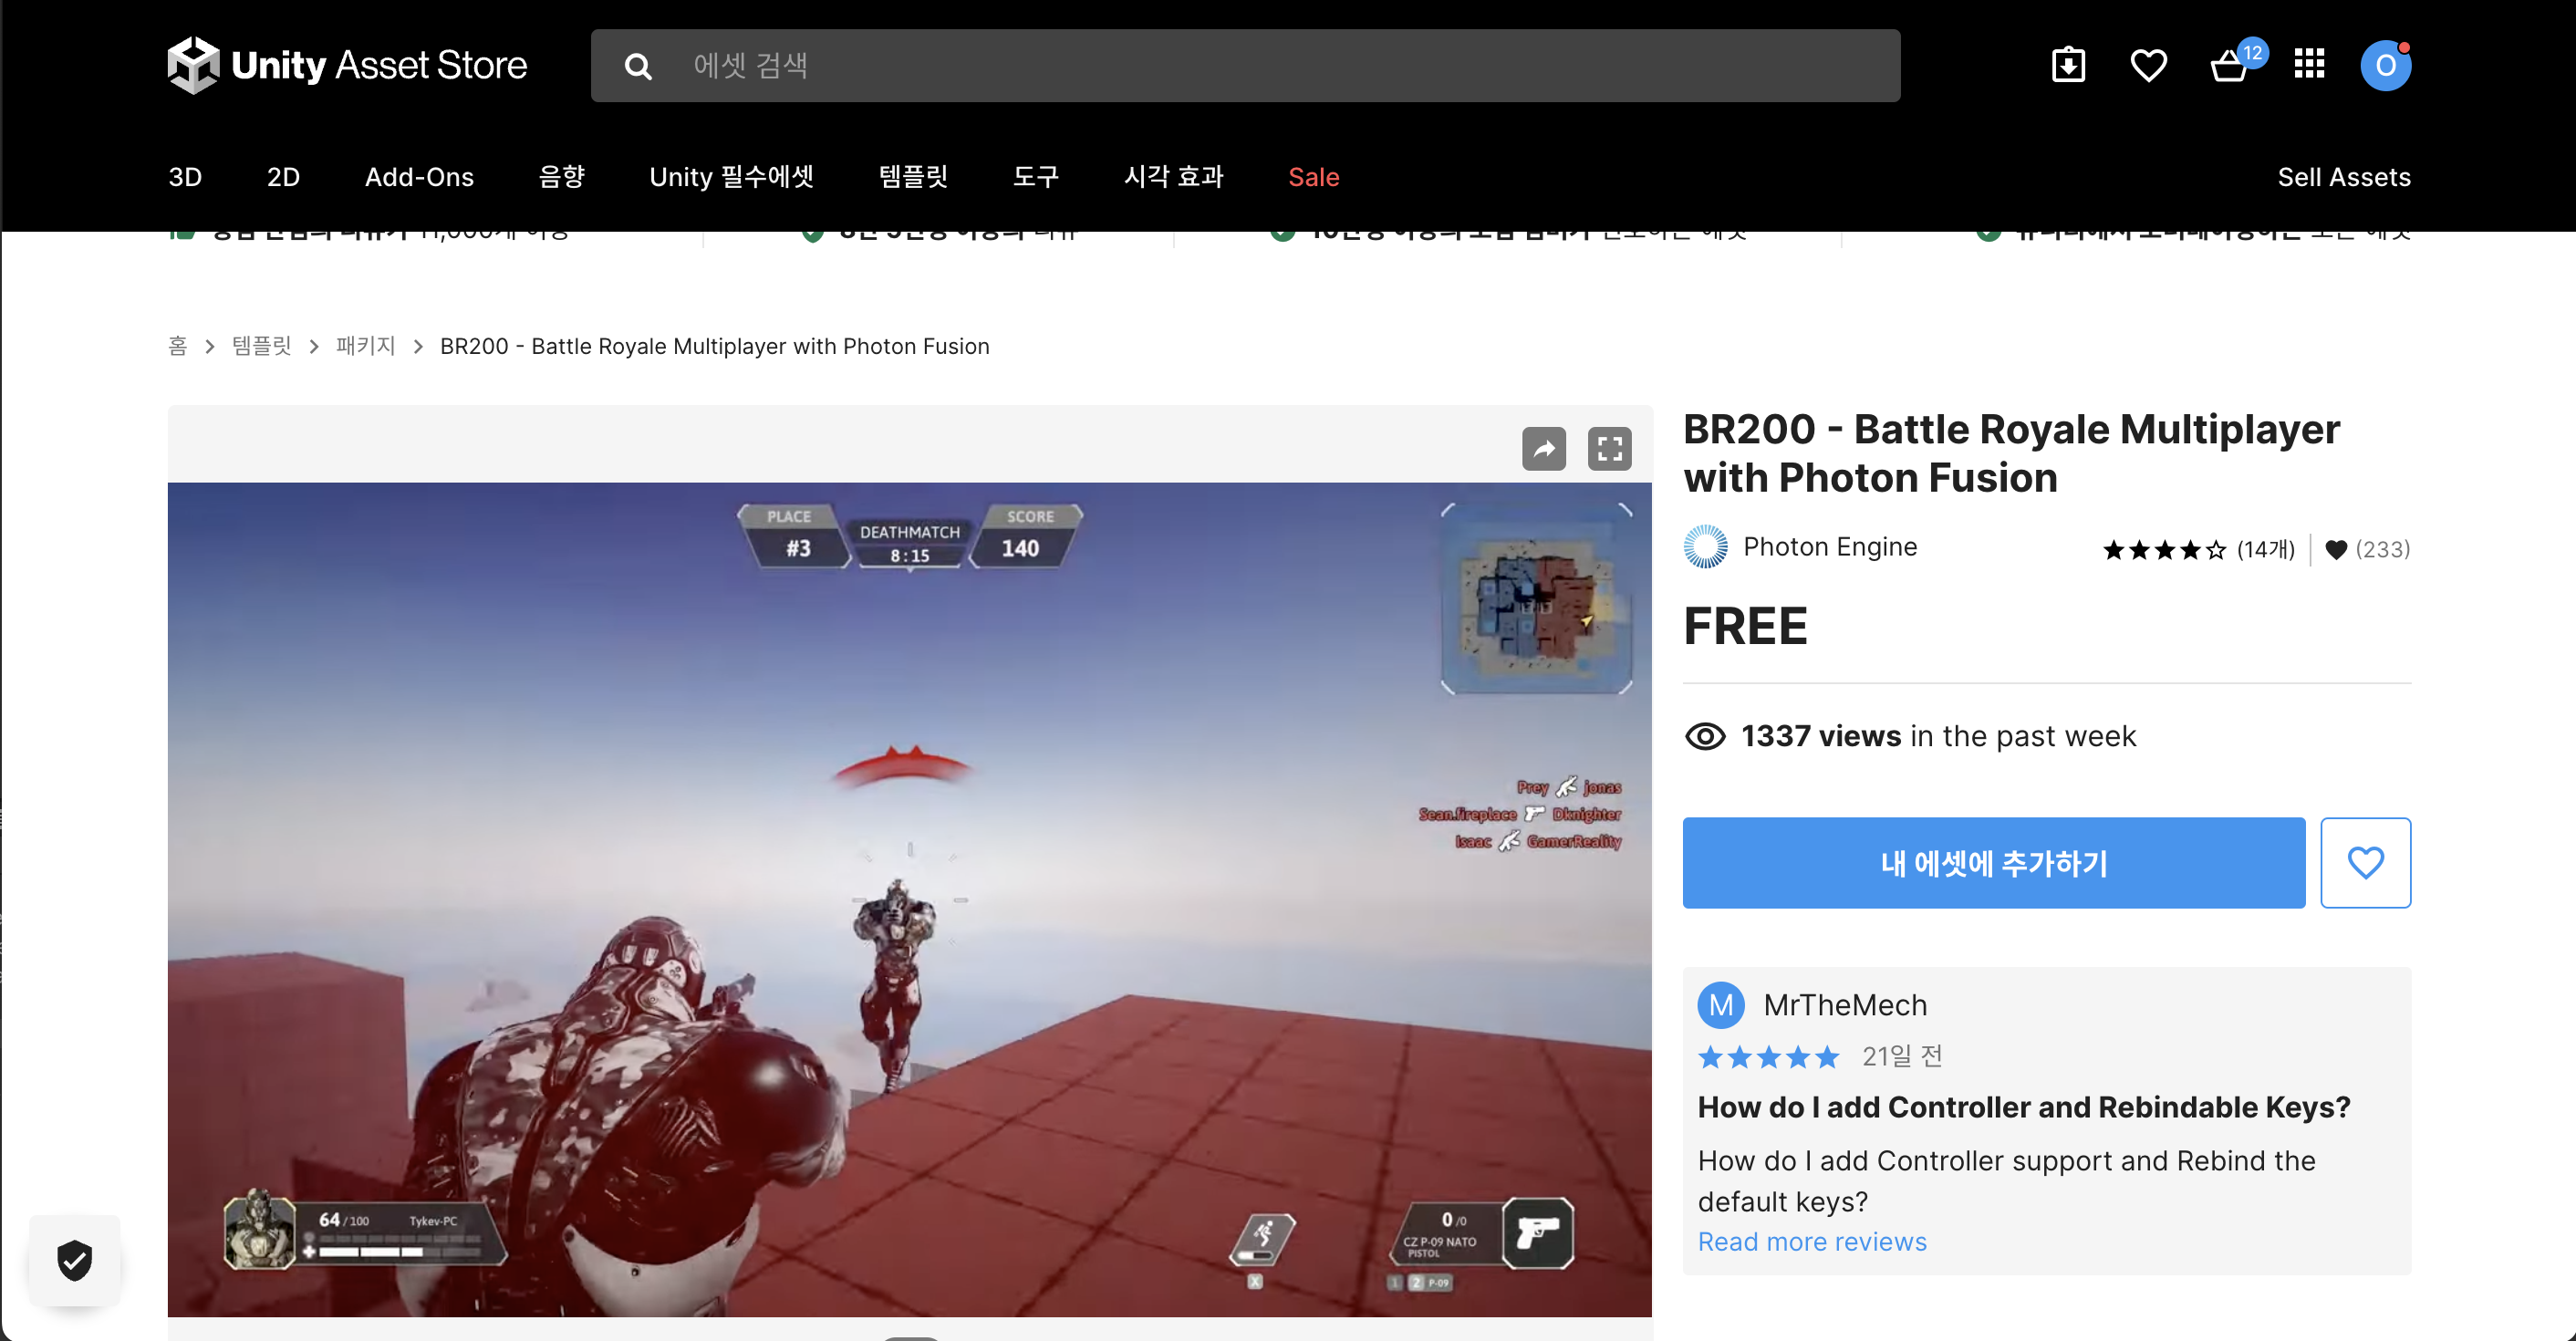 Unity Asset Store
에셋 검색
12
O
3D 2D Add-Ons 음향 Unity 필수에셋 템플릿 도구 시각 효과 Sale Sell Assets
홈 > 템플릿 > 패키지 > BR200 - Battle Royale Multiplayer with Photon Fusion
PLACE
#3
DEATHMATCH
8:15
SCORE
140
Prey jonas
Sean.fireplace Dknighter
Isaac GamerReality
64 / 100 Tykev-PC
X
0 /0
CZ P-09 NATO
PISTOL
1 2 P-09
BR200 - Battle Royale Multiplayer
with Photon Fusion
Photon Engine
(14개) (233)
FREE
1337 views in the past week
내 에셋에 추가하기
M MrTheMech
21일 전
How do I add Controller and Rebindable Keys?
How do I add Controller support and Rebind the
default keys?
Read more reviews